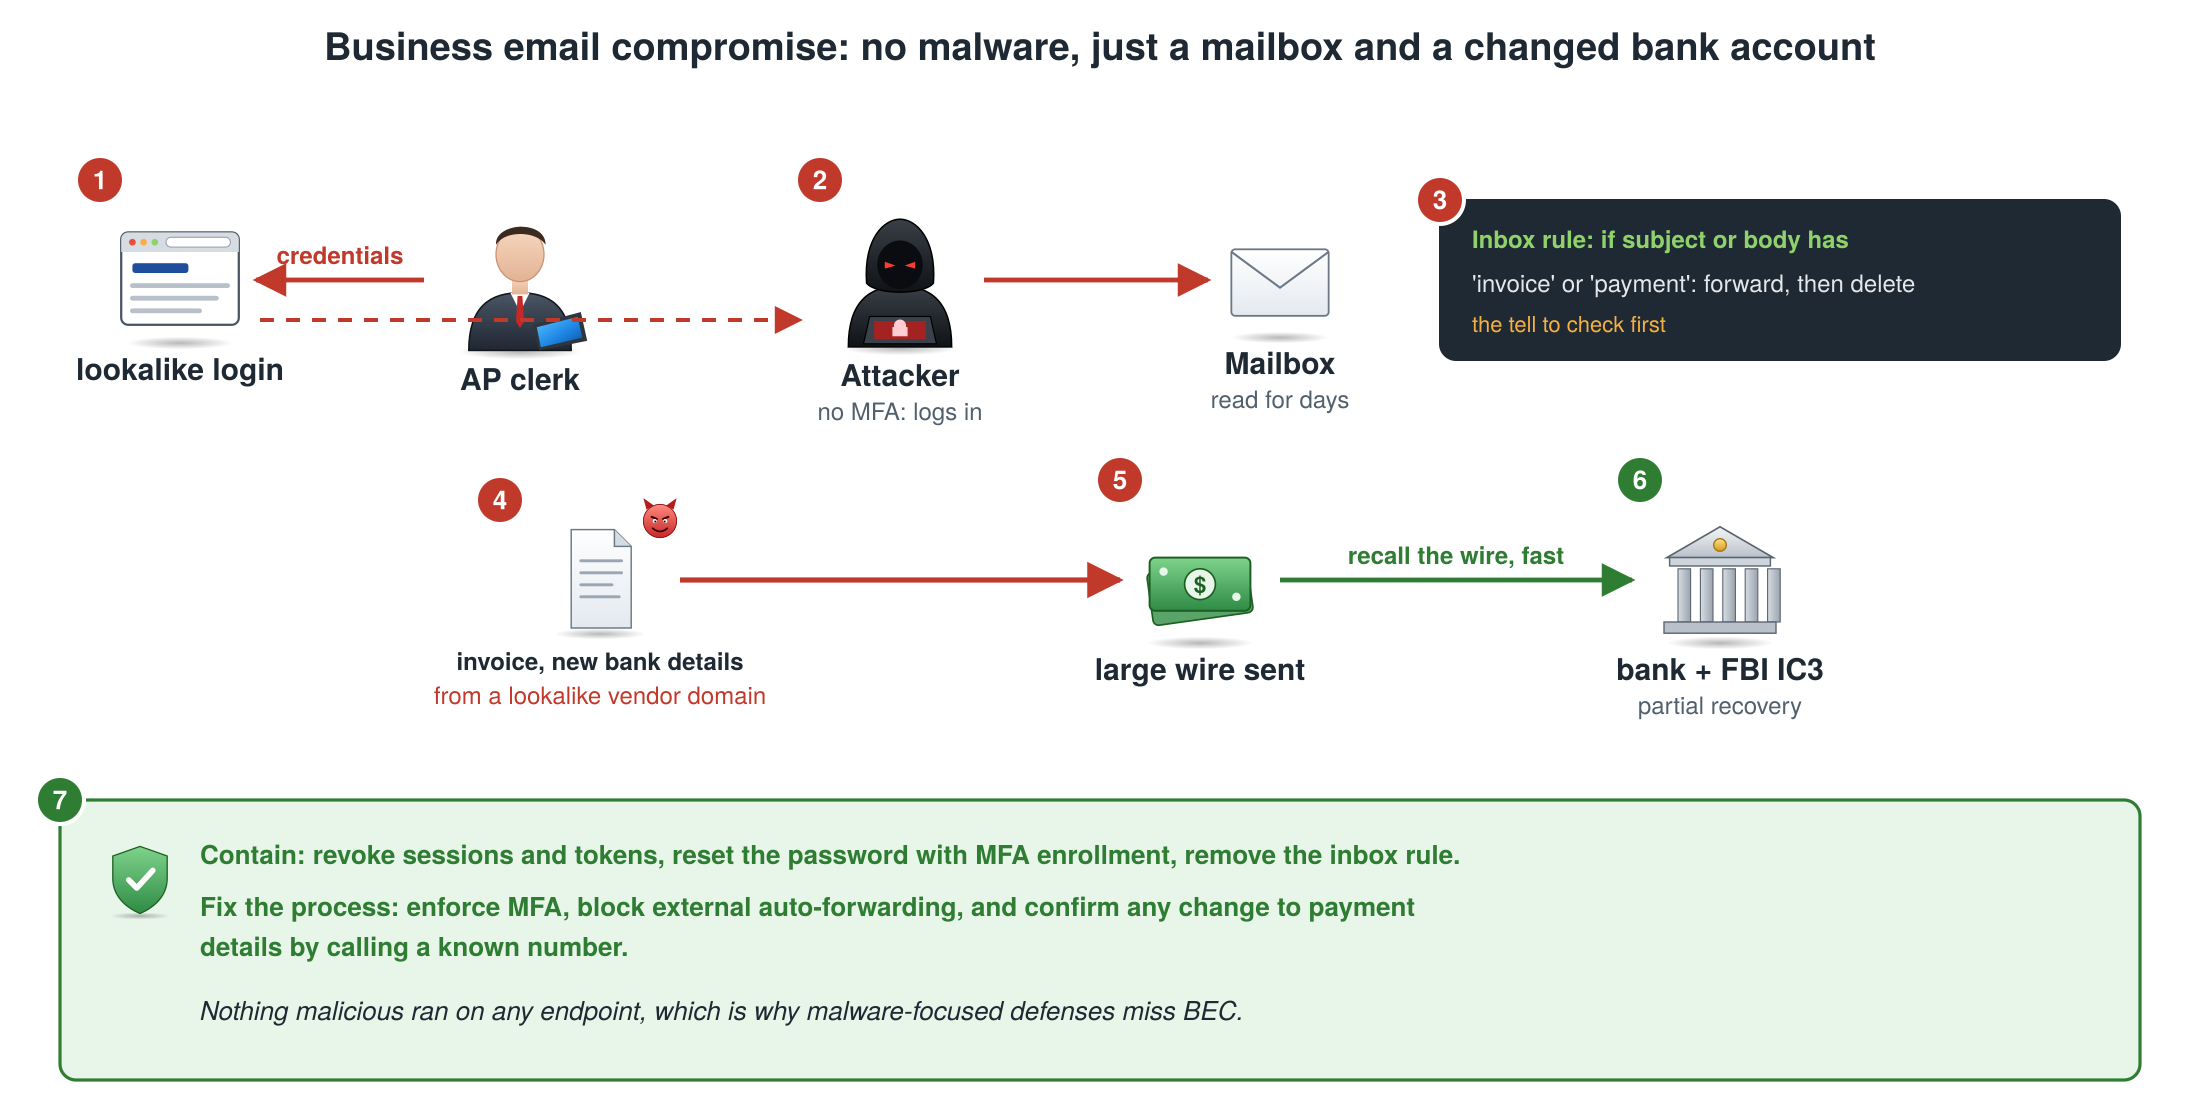 Business email compromise: no malware, just a mailbox and a changed bank account
1
credentials
lookalike login
AP clerk
2
Attacker
no MFA: logs in
Mailbox
read for days
3
Inbox rule: if subject or body has
'invoice' or 'payment': forward, then delete
the tell to check first
4
invoice, new bank details
from a lookalike vendor domain
5
$
large wire sent
recall the wire, fast
6
bank + FBI IC3
partial recovery
7
Contain: revoke sessions and tokens, reset the password with MFA enrollment, remove the inbox rule.
Fix the process: enforce MFA, block external auto-forwarding, and confirm any change to payment
details by calling a known number.
Nothing malicious ran on any endpoint, which is why malware-focused defenses miss BEC.